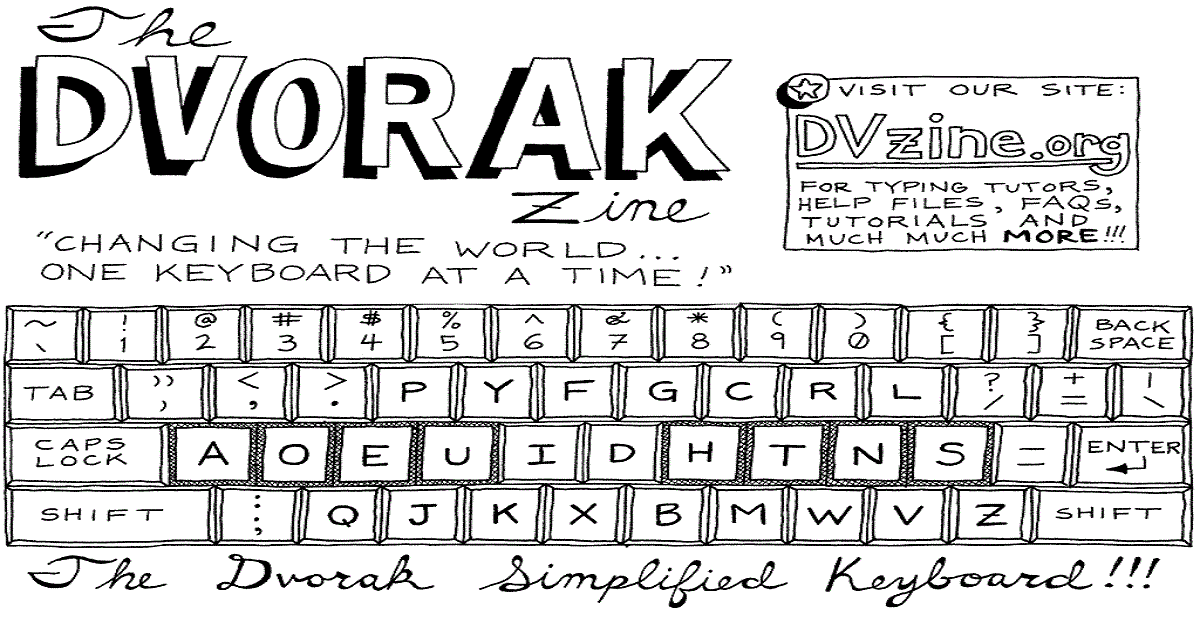 The
DVORAK
Zine
"CHANGING THE WORLD...
ONE KEYBOARD AT A TIME!"
VISIT OUR SITE:
DVzine.org
FOR TYPING TUTORS,
HELP FILES, FAQs,
TUTORIALS AND
MUCH MUCH MORE!!!
~ ! @ # $ % ^ & * ( ) { } BACK
` 1 2 3 4 5 6 7 8 9 0 [ ] SPACE
TAB " < > P Y F G C R L ? + |
' , . / = \
CAPS LOCK A O E U I D H T N S _ ENTER
-
SHIFT : Q J K X B M W V Z SHIFT
;
The Dvorak Simplified Keyboard!!!